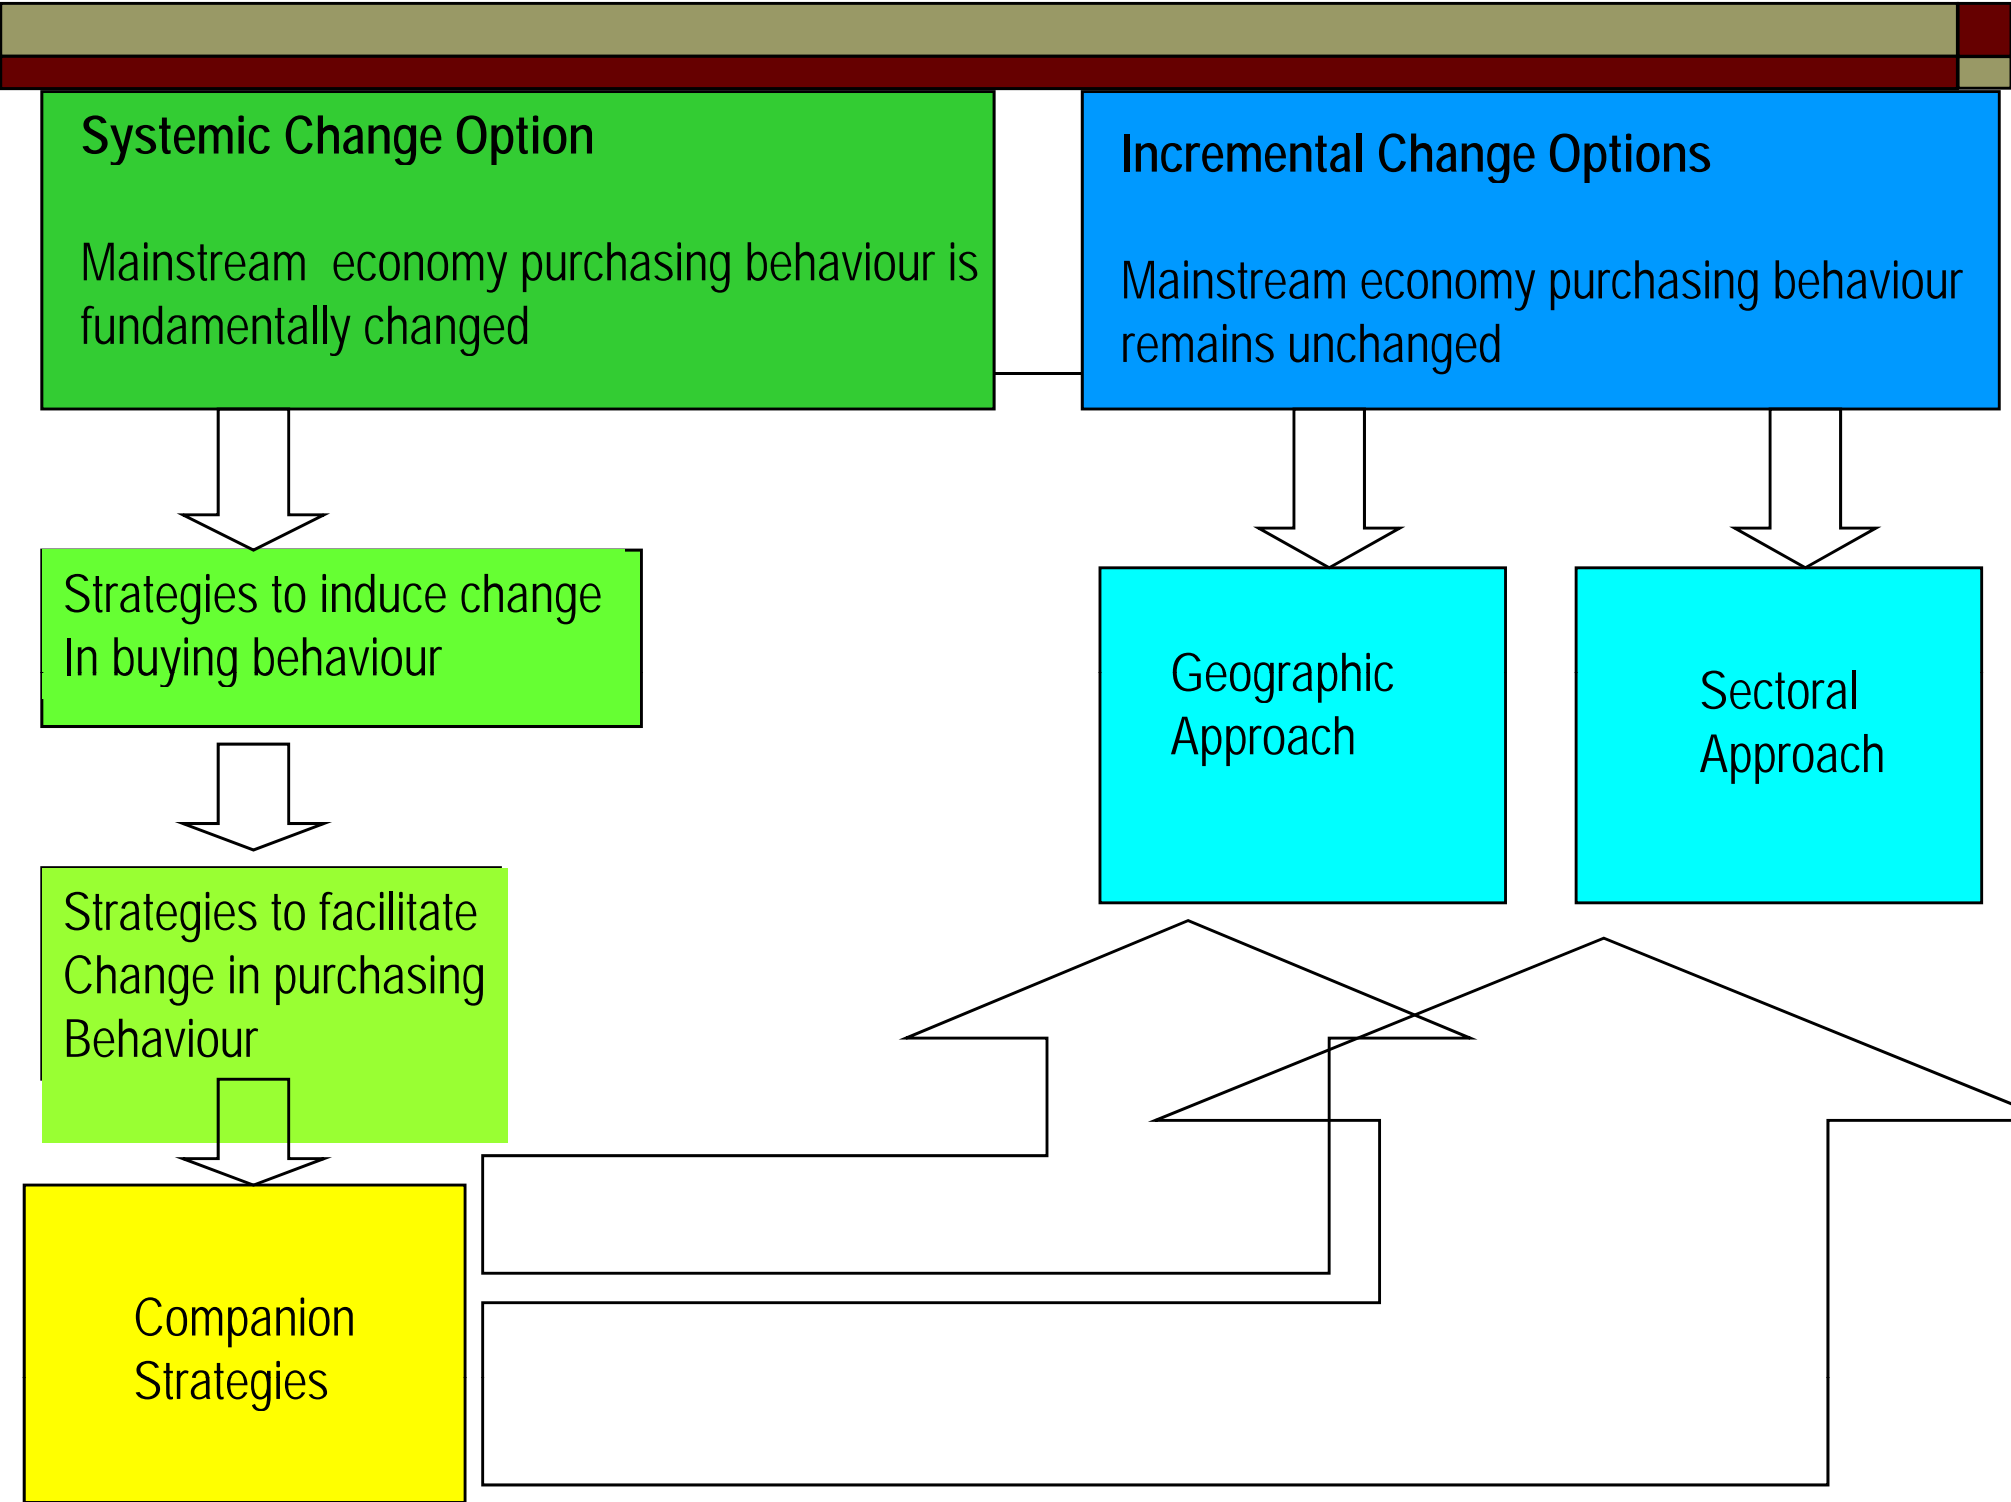 Systemic Change Option
Mainstream economy purchasing behaviour is
fundamentally changed
Incremental Change Options
Mainstream economy purchasing behaviour
remains unchanged
Strategies to induce change
In buying behaviour
Geographic
Approach
Sectoral
Approach
Strategies to facilitate
Change in purchasing
Behaviour
Companion
Strategies